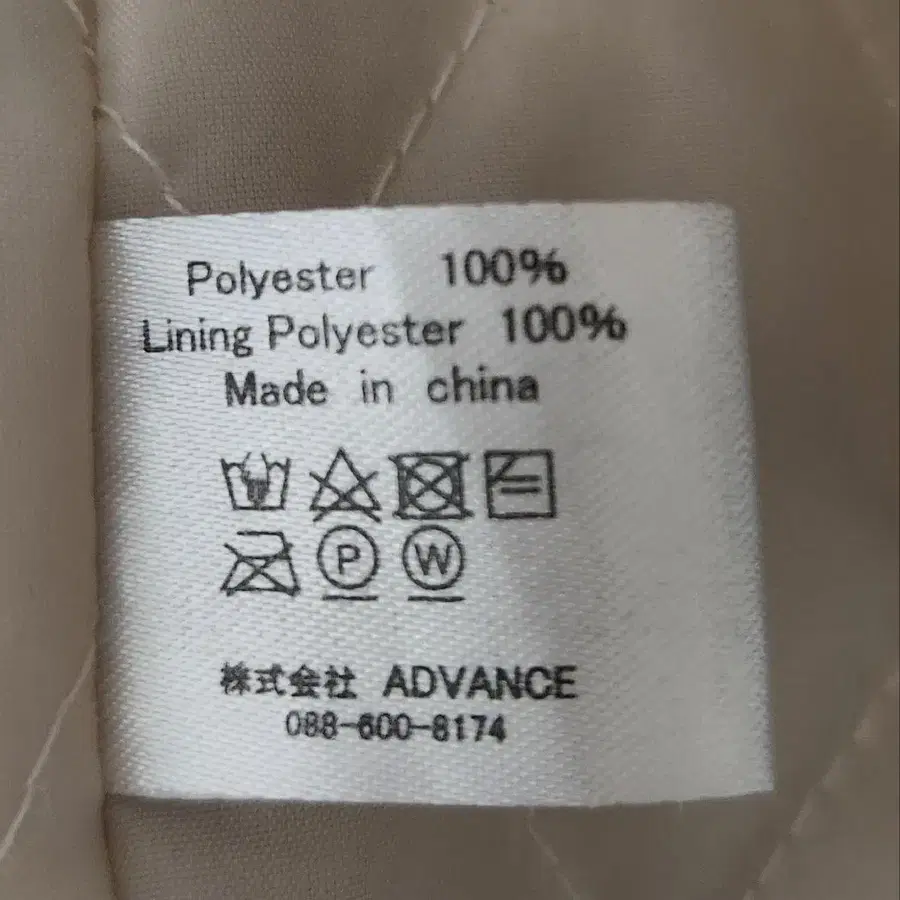 Polyester 100%
Lining Polyester 100%
Made in china
P W
株式会社 ADVANCE
088-600-8174